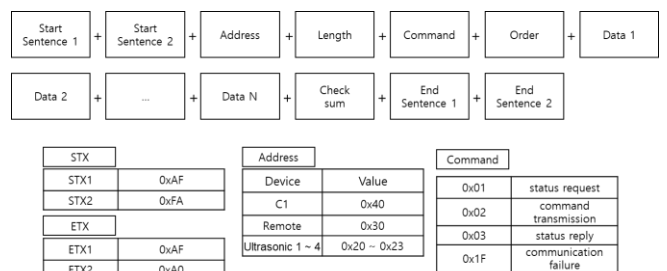 Start Sentence 1 + Start Sentence 2 + Address + Length + Command + Order + Data 1
Data 2 + ... + Data N + Check sum + End Sentence 1 + End Sentence 2
STX
STX1 0xAF
STX2 0xFA
ETX
ETX1 0xAF
ETX2 0xA0
Address
Device Value
C1 0x40
Remote 0x30
Ultrasonic 1 ~ 4 0x20 ~ 0x23
Command
0x01 status request
0x02 command transmission
0x03 status reply
0x1F communication failure